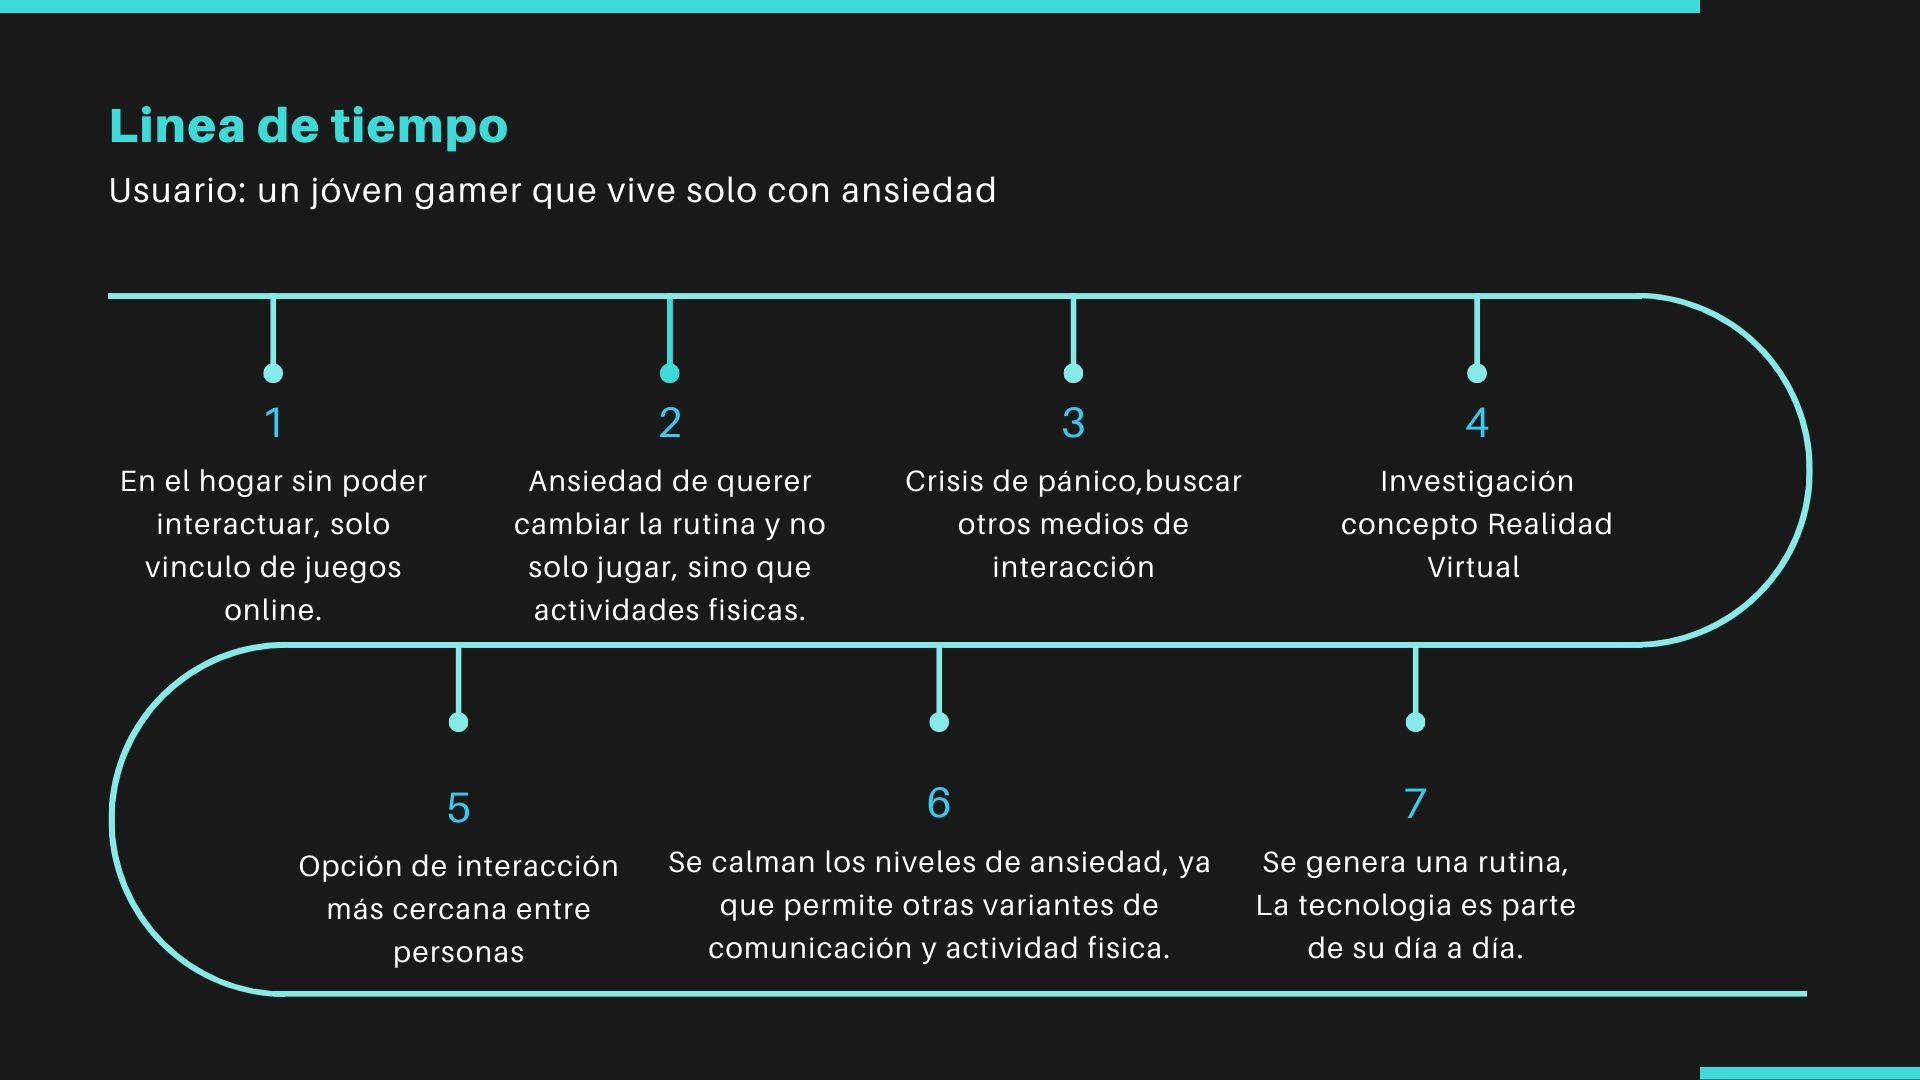 Linea de tiempo
Usuario: un jóven gamer que vive solo con ansiedad
1
En el hogar sin poder
interactuar, solo
vinculo de juegos
online.
2
Ansiedad de querer
cambiar la rutina y no
solo jugar, sino que
actividades fisicas.
3
Crisis de pánico,buscar
otros medios de
interacción
4
Investigación
concepto Realidad
Virtual
5
Opción de interacción
más cercana entre
personas
6
Se calman los niveles de ansiedad, ya
que permite otras variantes de
comunicación y actividad fisica.
7
Se genera una rutina,
La tecnologia es parte
de su día a día.